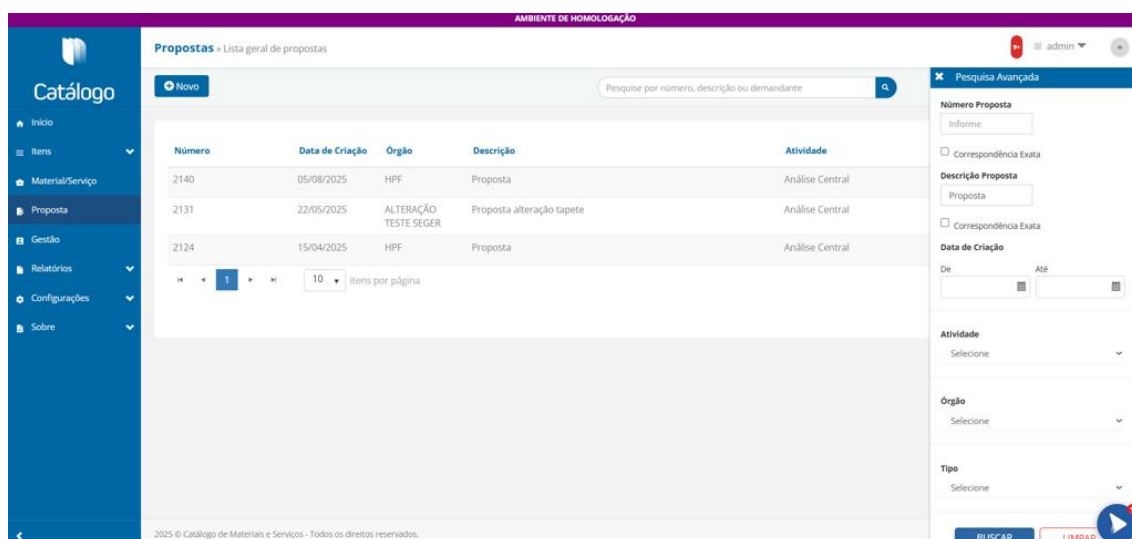 AMBIENTE DE HOMOLOGAÇÃO
Catálogo
Início
Itens
Material/Serviço
Proposta
Gestão
Relatórios
Configurações
Sobre
Propostas » Lista geral de propostas
admin
Novo
Pesquise por número, descrição ou demandante
Número Data de Criação Órgão Descrição Atividade
2140 05/08/2025 HPF Proposta Análise Central
2131 22/05/2025 ALTERAÇÃO TESTE SEGER Proposta alteração tapete Análise Central
2124 15/04/2025 HPF Proposta Análise Central
1 10 itens por página
2025 © Catálogo de Materiais e Serviços - Todos os direitos reservados.
Pesquisa Avançada
Número Proposta
Informe
Correspondência Exata
Descrição Proposta
Proposta
Correspondência Exata
Data de Criação
De Até
Atividade
Selecione
Órgão
Selecione
Tipo
Selecione
BUSCAR LIMPAR